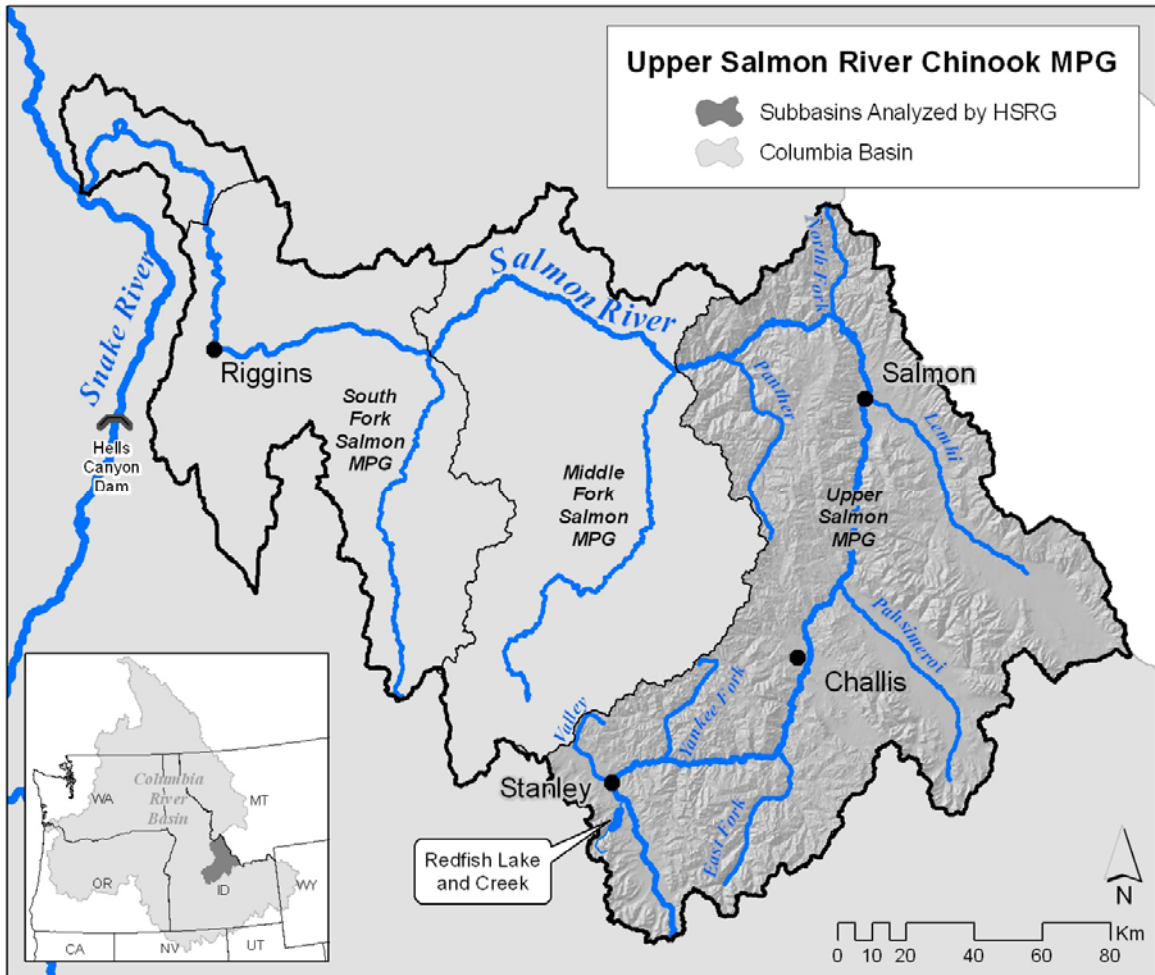 Upper Salmon River Chinook MPG
Subbasins Analyzed by HSRG
Columbia Basin
North Fork
Salmon River
Snake River
Riggins
Salmon
Panther
Lemhi
South
Fork
Salmon
MPG
Hells
Canyon
Dam
Middle
Fork
Salmon
MPG
Upper
Salmon
MPG
Pahsimeroi
Challis
Valley
Yankee Fork
Stanley
East Fork
Redfish Lake
and Creek
Columbia
River
Basin
WA
MT
OR
ID
WY
CA
NV
UT
N
Km
0 10 20 40 60 80